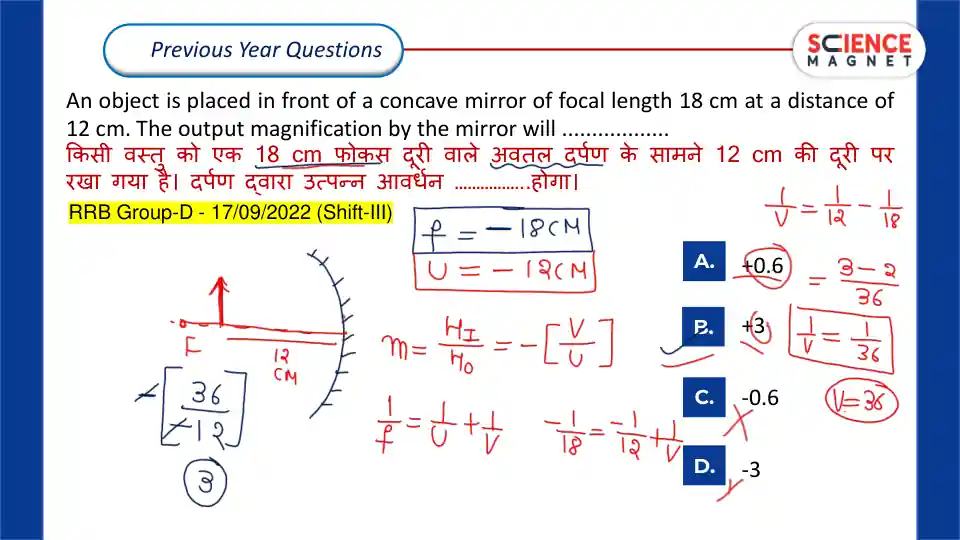 Previous Year Questions
SCIENCE
MAGNET
An object is placed in front of a concave mirror of focal length 18 cm at a distance of
12 cm. The output magnification by the mirror will ..................
किसी वस्तु को एक 18 cm फोकस दूरी वाले अवतल दर्पण के सामने 12 cm की दूरी पर
रखा गया है। दर्पण द्वारा उत्पन्न आवर्धन ……………..होगा।
RRB Group-D - 17/09/2022 (Shift-III)
f = -18CM
U = -12CM
1/V = 1/12 - 1/18
= 3-2/36
1/V = 1/36
V=36
A. +0.6
B. +3
C. -0.6
D. -3
F
12
CM
m= HI/HO = -[V/U]
1/f = 1/U + 1/V
-1/18 = -1/12 + 1/V
-[36/-12]
3